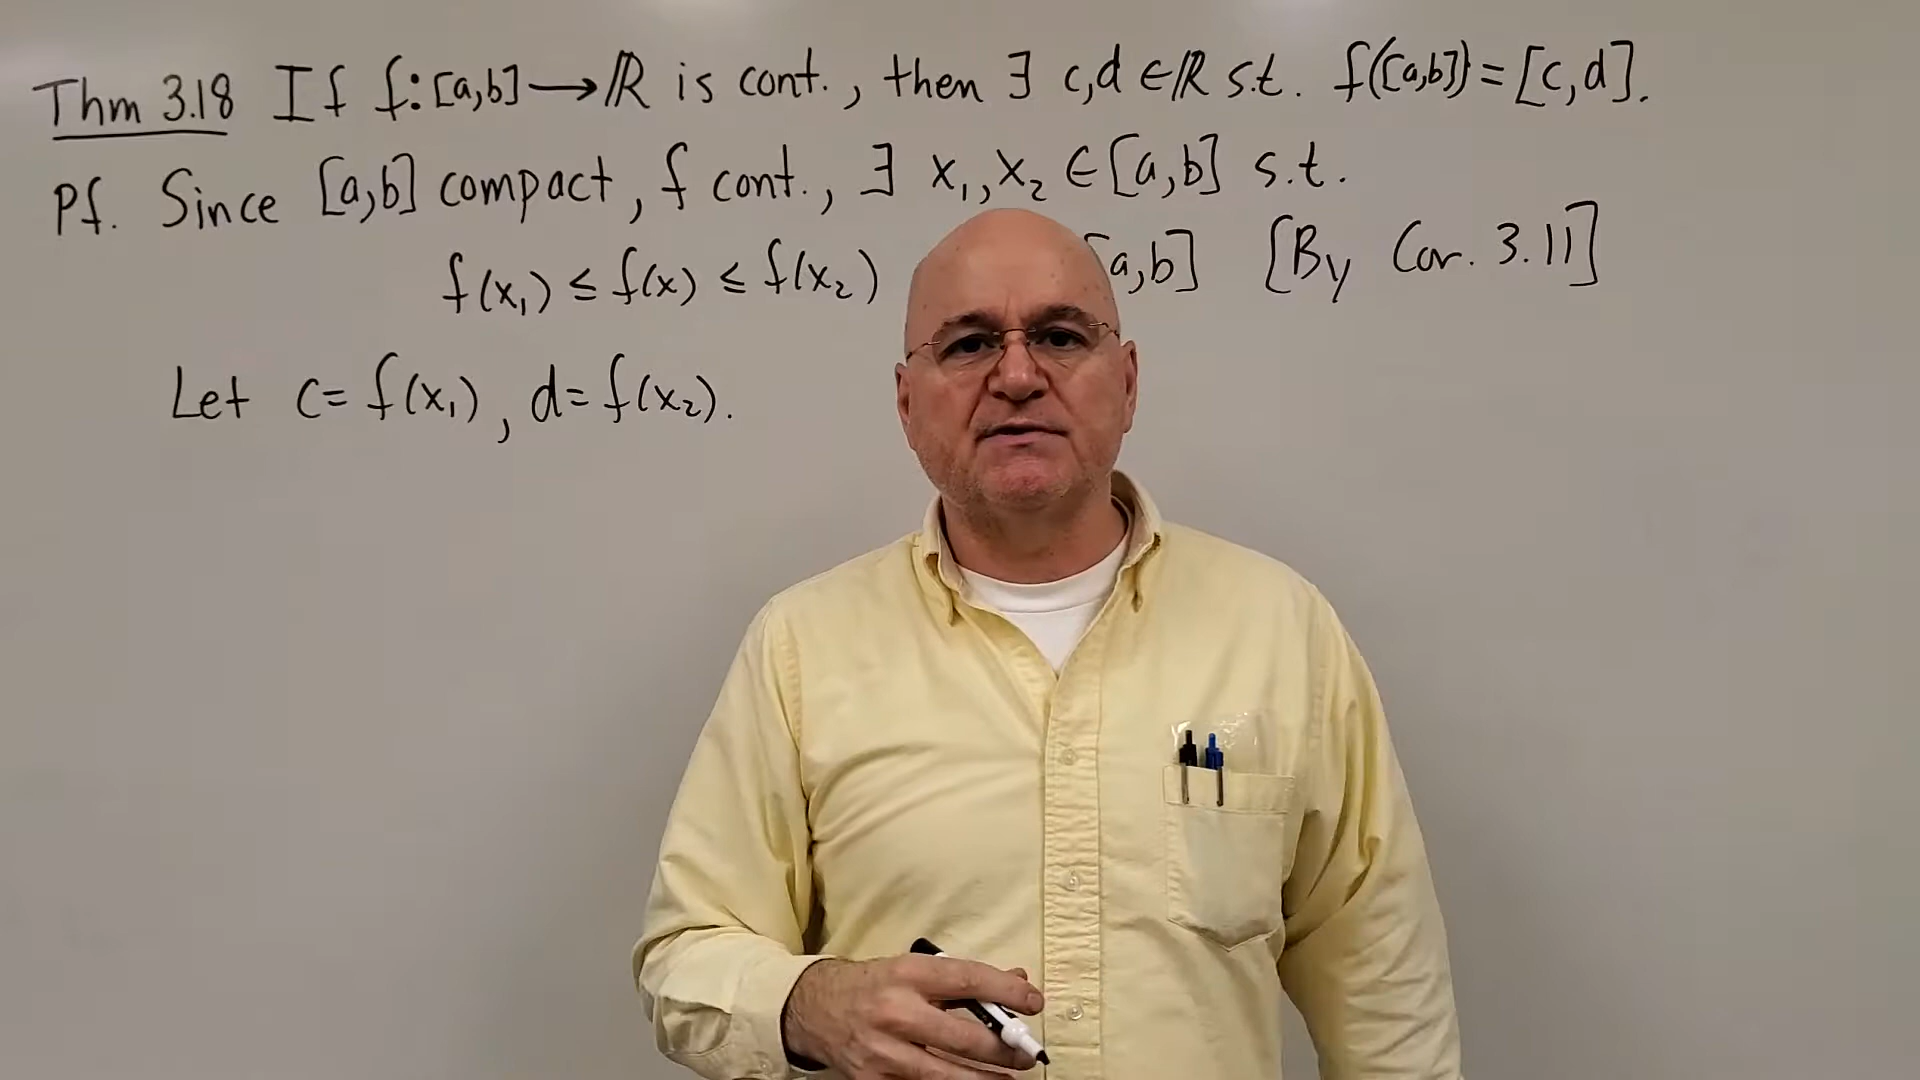 Thm 3.18 If f:[a,b]→ℝ is cont., then ∃ c,d ∈ ℝ s.t. f([a,b])=[c,d].
Pf. Since [a,b] compact, f cont., ∃ x₁,x₂ ∈ [a,b] s.t.
f(x₁) ≤ f(x) ≤ f(x₂) [a,b] [By Cor. 3.11]
Let c=f(x₁), d=f(x₂).